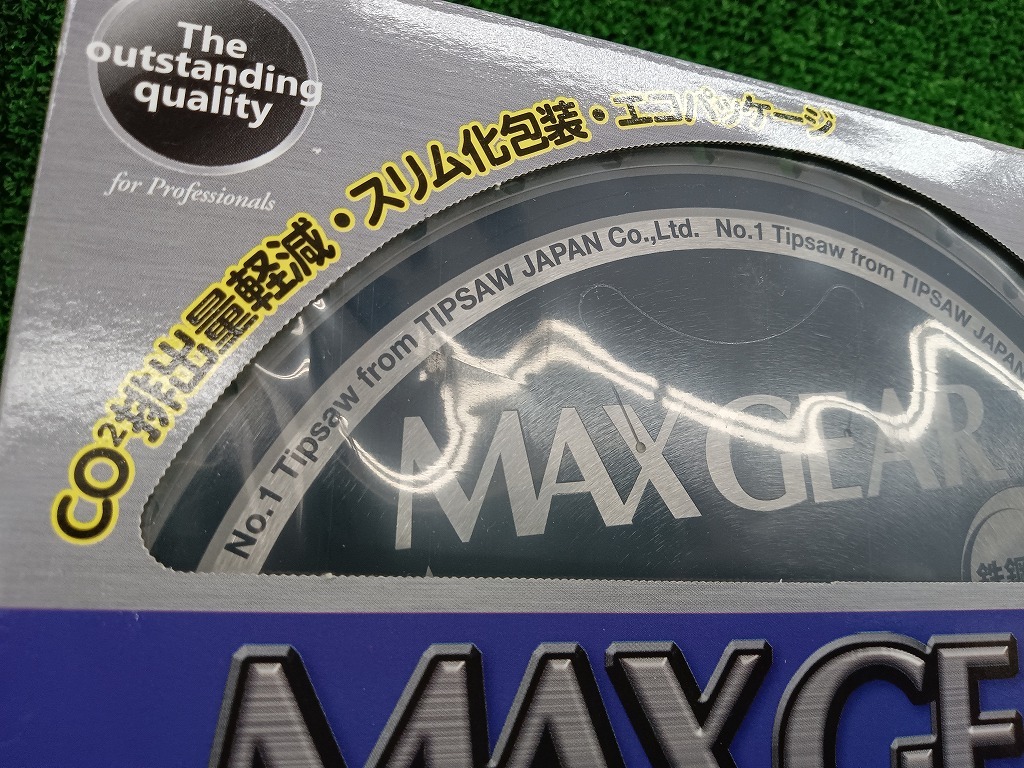 The
outstanding
quality
for Professionals
CO²排出量軽減・スリム化包装・エコパッケージ
No.1 Tipsaw from TIPSAW JAPAN Co.,Ltd. No.1 Tipsaw from TIPSAW JAPAN
MAXGEAR
鉄鋼
MAXGE